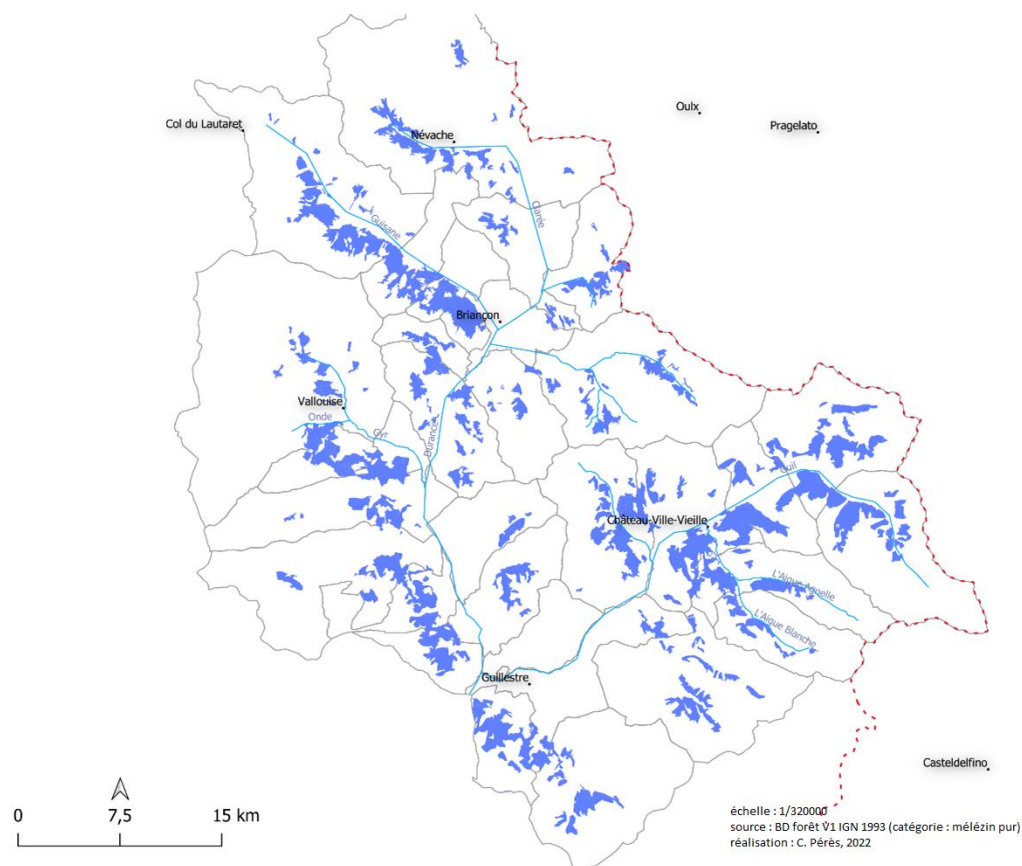 Oulx
Col du Lautaret
Pragelato
Névache
Clarée
Guisane
Briançon
Vallouise
Onde
Gyr
Durance
Guil
Château-Ville-Vieille
L'Aigue Agnelle
L'Aigue Blanche
Guillestre
Casteldelfino
0 7,5 15 km
échelle : 1/320000
source : BD forêt V1 IGN 1993 (catégorie : mélézin pur)
réalisation : C. Pérès, 2022